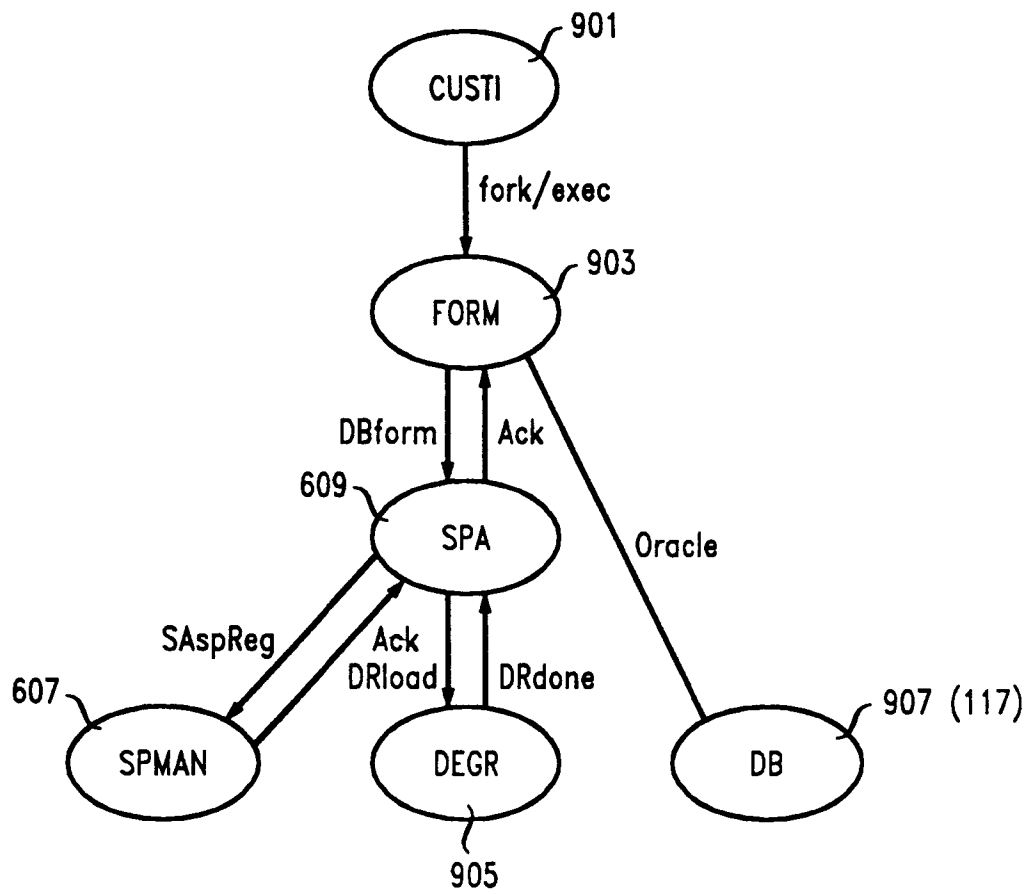 901
CUSTI
fork/exec
903
FORM
DBform
Ack
609
SPA
Oracle
SAspReg
Ack
DRload
DRdone
607
SPMAN
DEGR
DB
907 (117)
905